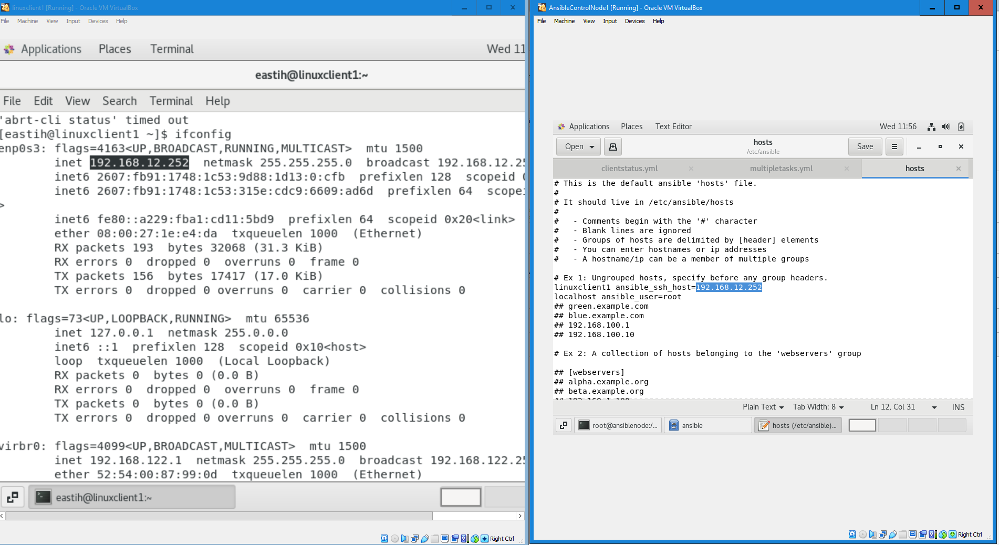 linuxclient1 [Running] - Oracle VM VirtualBox
File Machine View Input Devices Help
Applications Places Terminal Wed 11
eastih@linuxclient1:~
File Edit View Search Terminal Help
'abrt-cli status' timed out
[eastih@linuxclient1 ~]$ ifconfig
enp0s3: flags=4163<UP,BROADCAST,RUNNING,MULTICAST> mtu 1500
inet 192.168.12.252 netmask 255.255.255.0 broadcast 192.168.12.25
inet6 2607:fb91:1748:1c53:9d88:1d13:0:cfb prefixlen 128 scopeid 0
inet6 2607:fb91:1748:1c53:315e:cdc9:6609:ad6d prefixlen 64 scopei
>
inet6 fe80::a229:fba1:cd11:5bd9 prefixlen 64 scopeid 0x20<link>
ether 08:00:27:1e:e4:da txqueuelen 1000 (Ethernet)
RX packets 193 bytes 32068 (31.3 KiB)
RX errors 0 dropped 0 overruns 0 frame 0
TX packets 156 bytes 17417 (17.0 KiB)
TX errors 0 dropped 0 overruns 0 carrier 0 collisions 0
lo: flags=73<UP,LOOPBACK,RUNNING> mtu 65536
inet 127.0.0.1 netmask 255.0.0.0
inet6 ::1 prefixlen 128 scopeid 0x10<host>
loop txqueuelen 1000 (Local Loopback)
RX packets 0 bytes 0 (0.0 B)
RX errors 0 dropped 0 overruns 0 frame 0
TX packets 0 bytes 0 (0.0 B)
TX errors 0 dropped 0 overruns 0 carrier 0 collisions 0
virbr0: flags=4099<UP,BROADCAST,MULTICAST> mtu 1500
inet 192.168.122.1 netmask 255.255.255.0 broadcast 192.168.122.25
ether 52:54:00:87:99:0d txqueuelen 1000 (Ethernet)
eastih@linuxclient1:~
Right Ctrl
AnsibleControlNode1 [Running] - Oracle VM VirtualBox
File Machine View Input Devices Help
Applications Places Text Editor Wed 11:56
Open hosts Save
/etc/ansible
clientstatus.yml × multipletasks.yml × hosts ×
# This is the default ansible 'hosts' file.
#
# It should live in /etc/ansible/hosts
#
# - Comments begin with the '#' character
# - Blank lines are ignored
# - Groups of hosts are delimited by [header] elements
# - You can enter hostnames or ip addresses
# - A hostname/ip can be a member of multiple groups
# Ex 1: Ungrouped hosts, specify before any group headers.
linuxclient1 ansible_ssh_host=192.168.12.252
localhost ansible_user=root
## green.example.com
## blue.example.com
## 192.168.100.1
## 192.168.100.10
# Ex 2: A collection of hosts belonging to the 'webservers' group
## [webservers]
## alpha.example.org
## beta.example.org
## 192.168.1.100
Plain Text Tab Width: 8 Ln 12, Col 31 INS
root@ansiblenode:/... ansible hosts (/etc/ansible)...
Right Ctrl